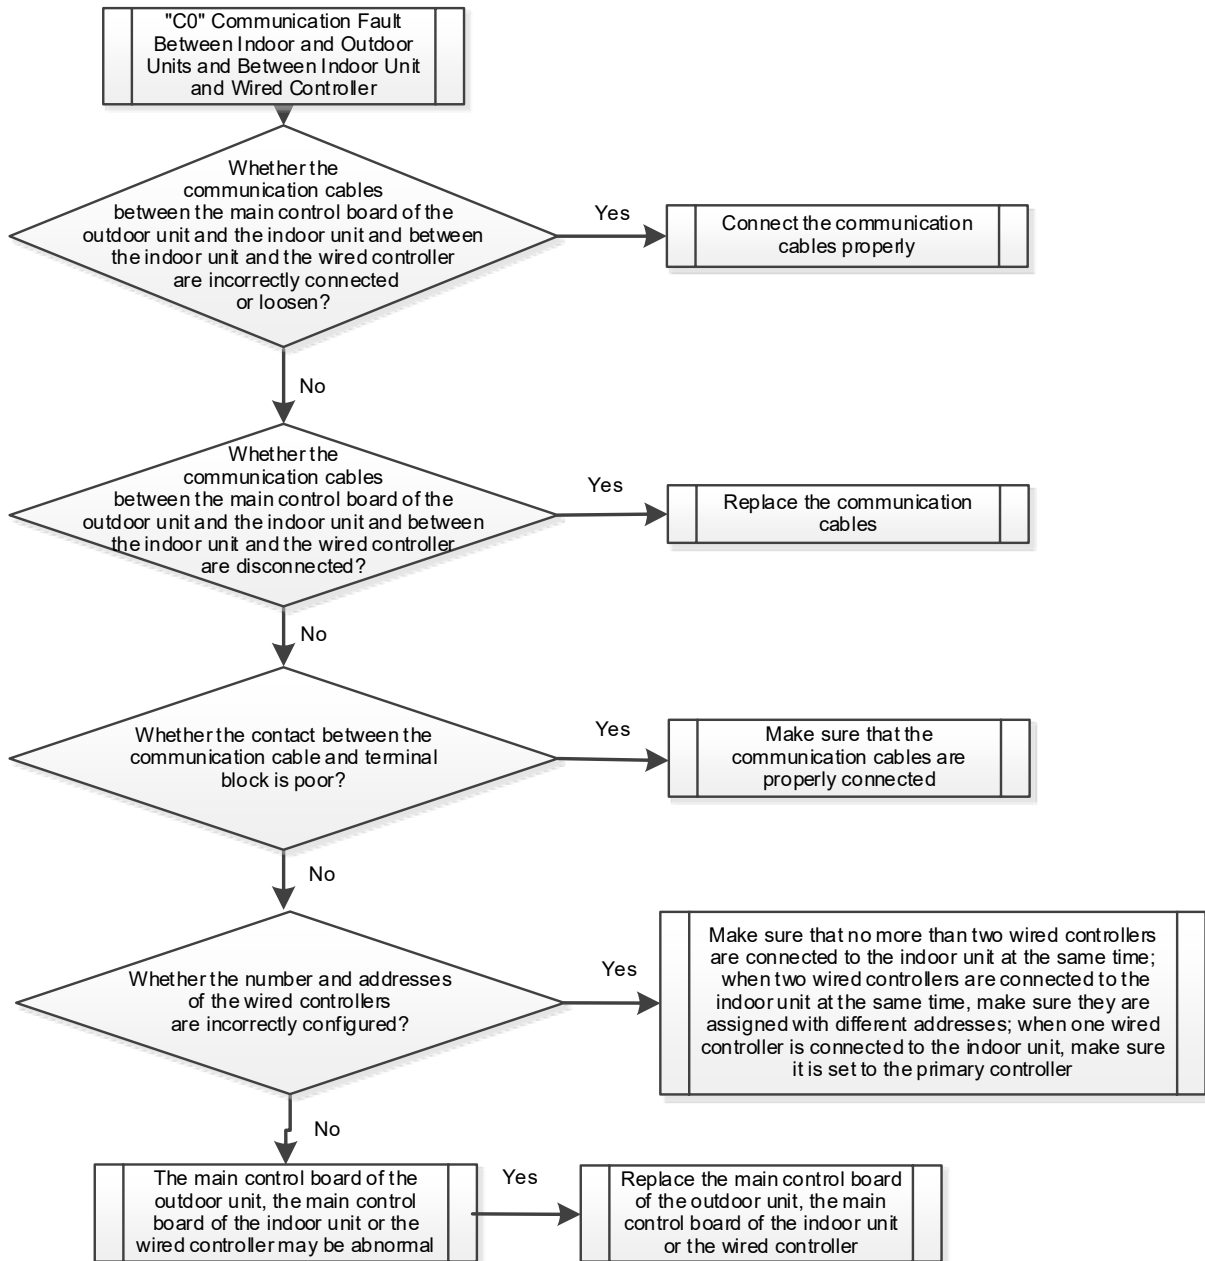 "C0" Communication Fault
Between Indoor and Outdoor
Units and Between Indoor Unit
and Wired Controller
Whether the
communication cables
between the main control board of the
outdoor unit and the indoor unit and between
the indoor unit and the wired controller
are incorrectly connected
or loosen?
Yes
Connect the communication
cables properly
No
Whether the
communication cables
between the main control board of the
outdoor unit and the indoor unit and between
the indoor unit and the wired controller
are disconnected?
Yes
Replace the communication
cables
No
Whether the contact between the
communication cable and terminal
block is poor?
Yes
Make sure that the
communication cables are
properly connected
No
Whether the number and addresses
of the wired controllers
are incorrectly configured?
Yes
Make sure that no more than two wired controllers
are connected to the indoor unit at the same time;
when two wired controllers are connected to the
indoor unit at the same time, make sure they are
assigned with different addresses; when one wired
controller is connected to the indoor unit, make sure
it is set to the primary controller
No
The main control board of the
outdoor unit, the main control
board of the indoor unit or the
wired controller may be abnormal
Yes
Replace the main control board
of the outdoor unit, the main
control board of the indoor unit
or the wired controller